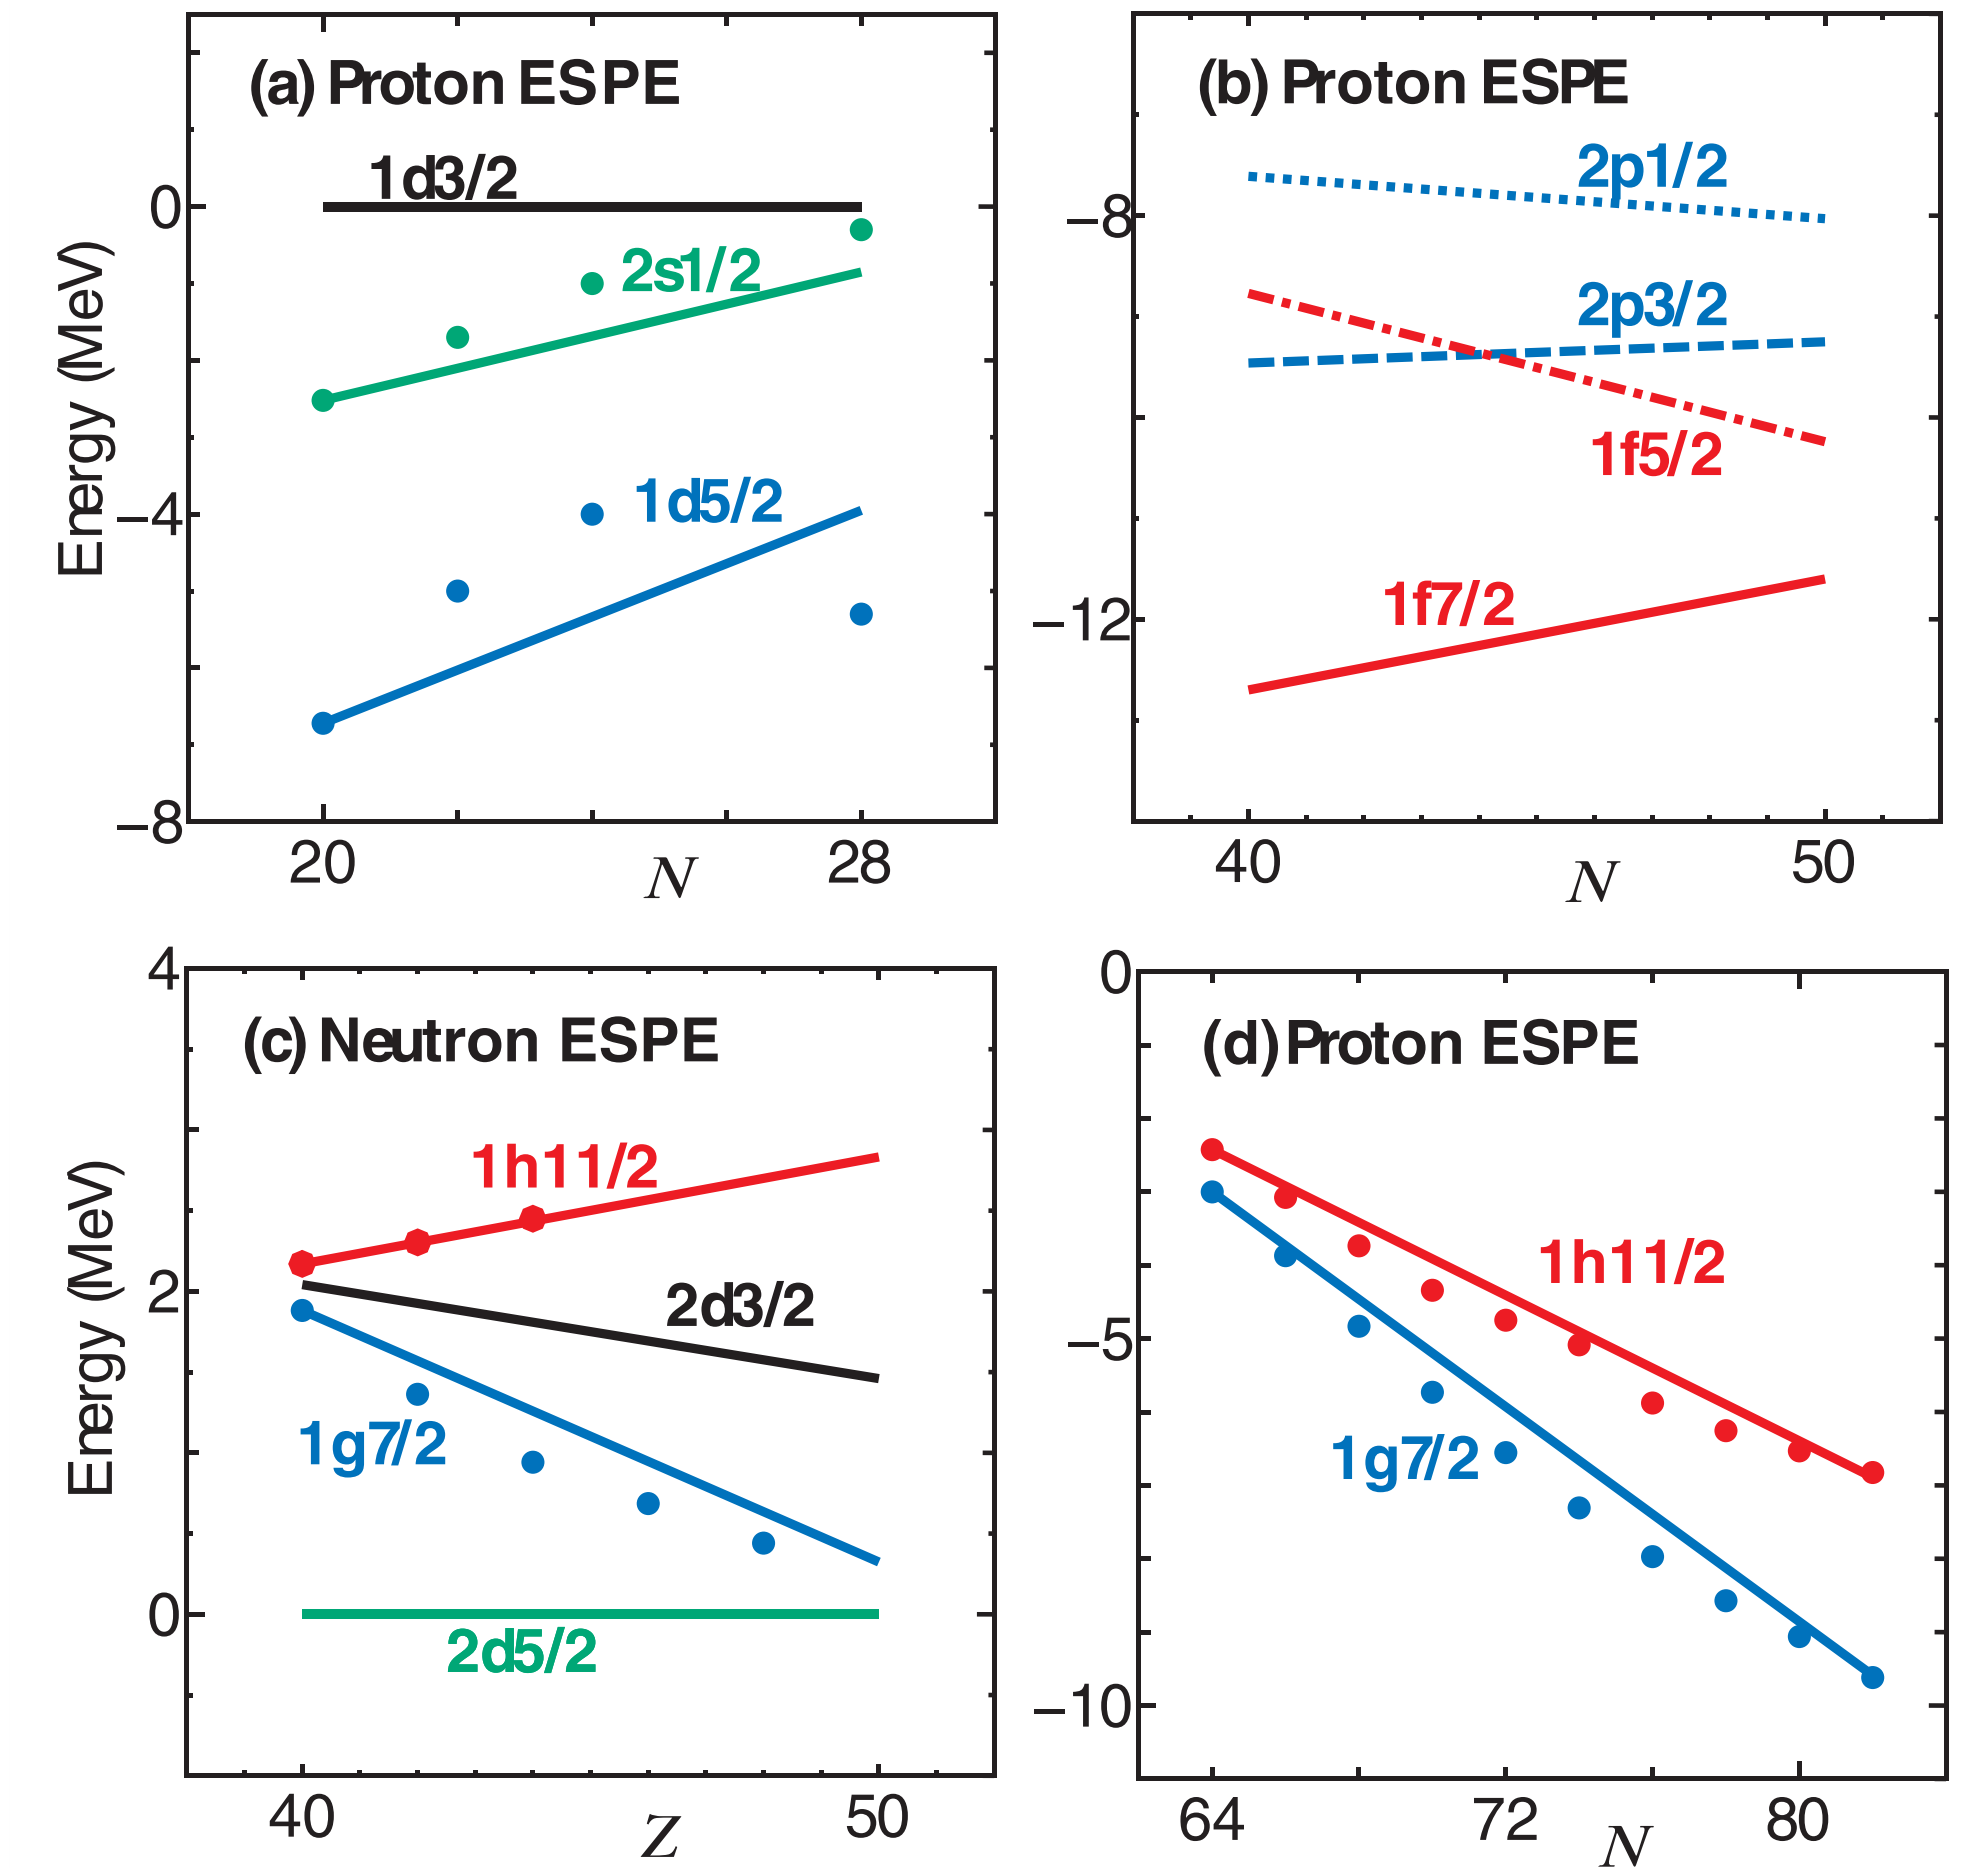 (a) Proton ESPE
1d3/2
2s1/2
1d5/2
0
−4
−8
Energy (MeV)
20
28
N
(b) Proton ESPE
2p1/2
2p3/2
1f5/2
1f7/2
−8
−12
40
50
N
(c) Neutron ESPE
1h11/2
2d3/2
1g7/2
2d5/2
4
2
0
Energy (MeV)
40
50
Z
(d) Proton ESPE
1h11/2
1g7/2
0
−5
−10
64
72
80
N